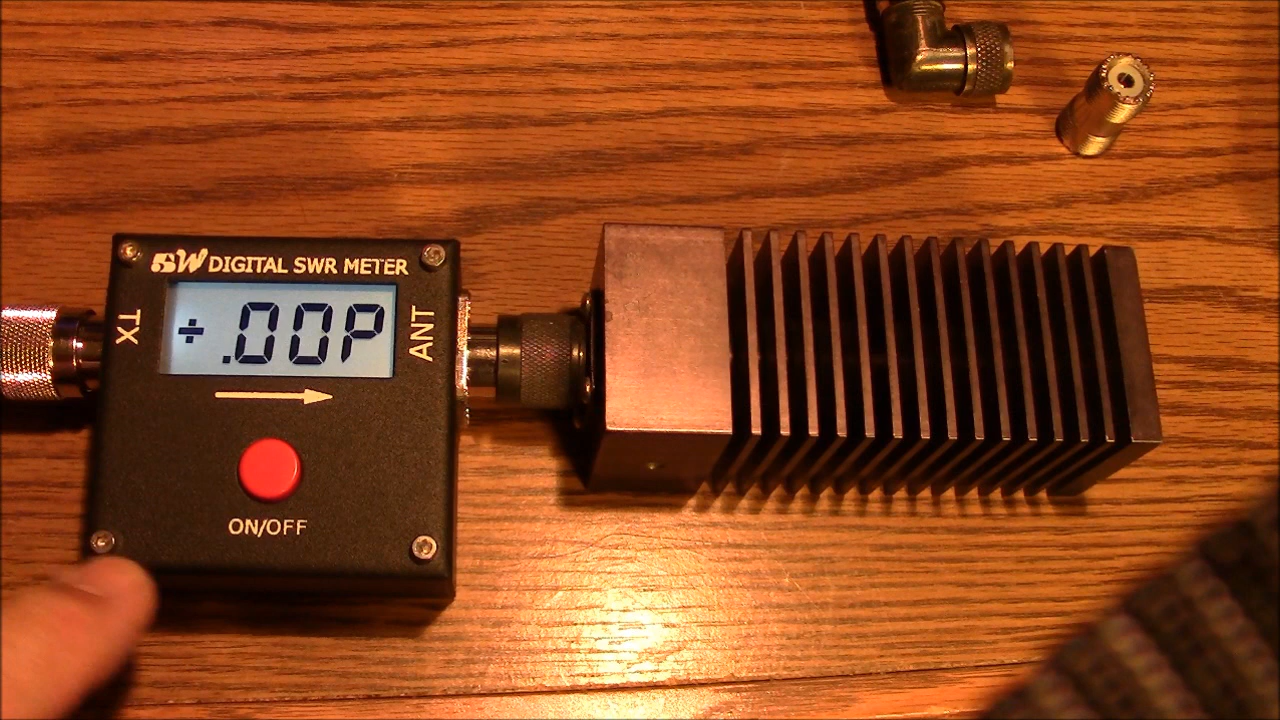 SW DIGITAL SWR METER
+ .00P
TX
ANT
ON/OFF